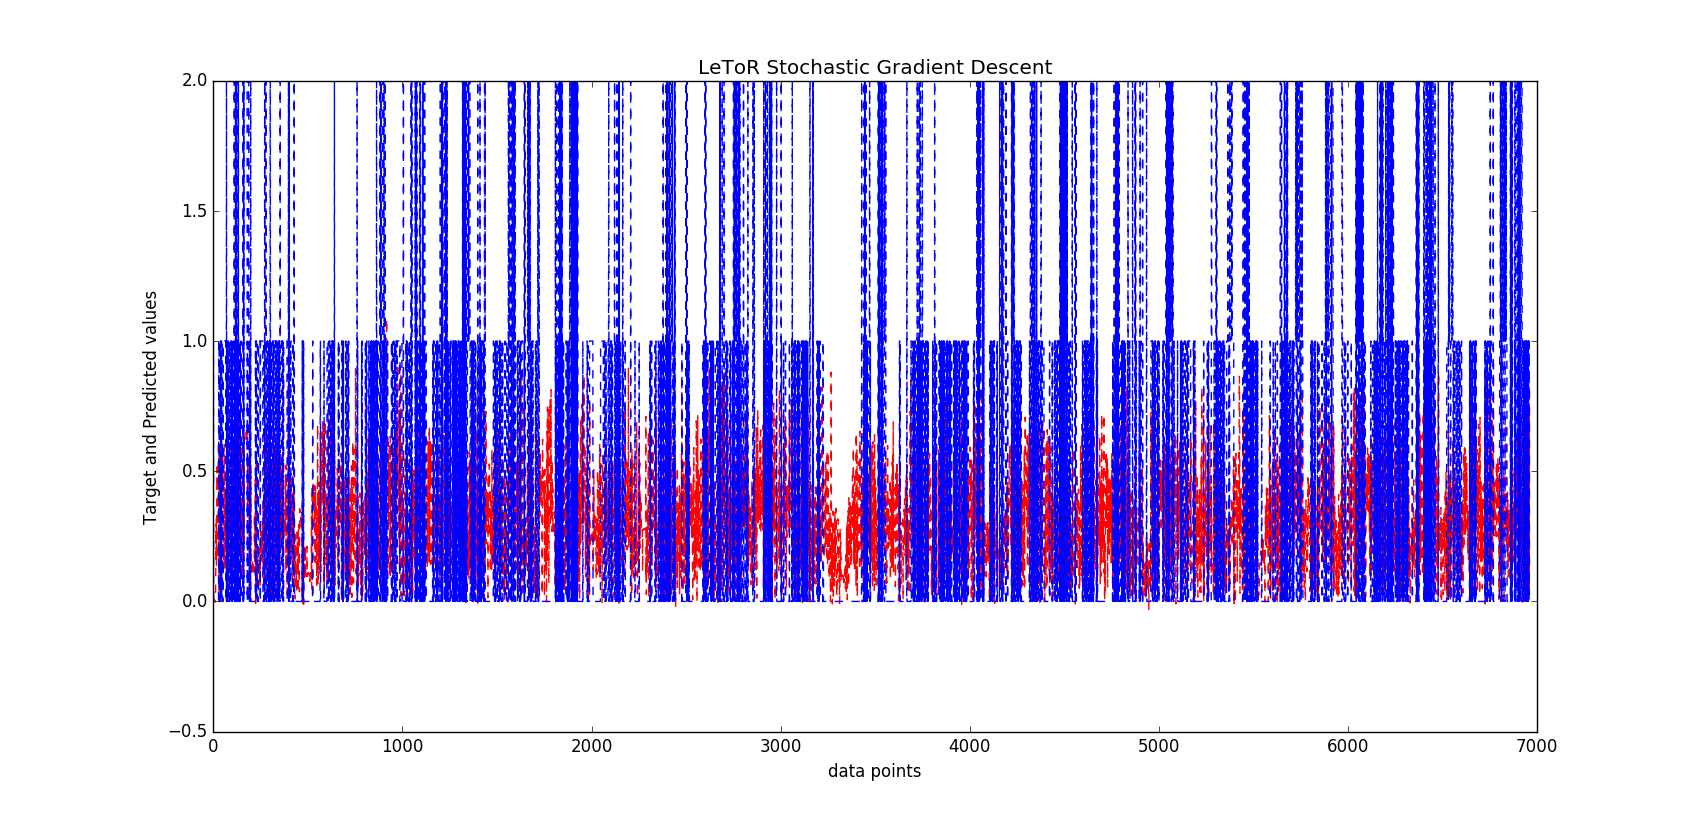 LeToR Stochastic Gradient Descent
2.0
1.5
1.0
0.5
0.0
−0.5
Target and Predicted values
0 1000 2000 3000 4000 5000 6000 7000
data points